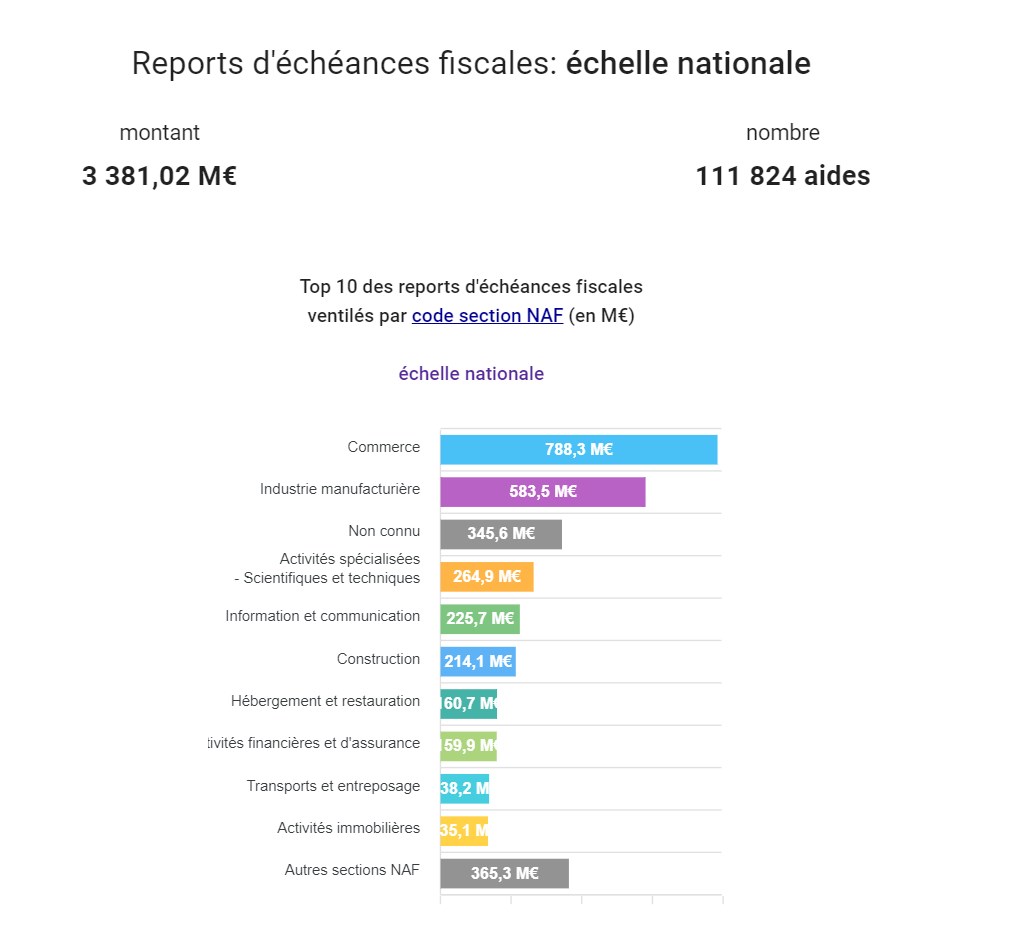 Reports d'échéances fiscales: échelle nationale
montant
nombre
3 381,02 M€
111 824 aides
Top 10 des reports d'échéances fiscales
ventilés par code section NAF (en M€)
échelle nationale
Commerce
788,3 M€
Industrie manufacturière
583,5 M€
Non connu
345,6 M€
Activités spécialisées
- Scientifiques et techniques
264,9 M€
Information et communication
225,7 M€
Construction
214,1 M€
Hébergement et restauration
60,7 M€
ivités financières et d'assurance
59,9 M€
Transports et entreposage
38,2 M
Activités immobilières
35,1 M
Autres sections NAF
365,3 M€